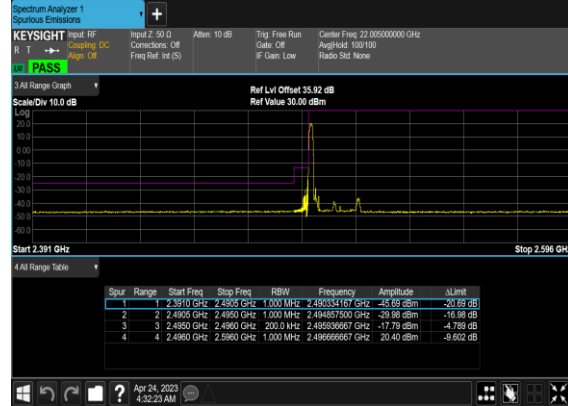 Spectrum Analyzer 1
Spurious Emissions
KEYSIGHT Input: RF Input Z: 50 Ω Atten: 10 dB Trig: Free Run Center Freq: 22.005000000 GHz
R T Coupling: DC Corrections: Off Gate: Off Avg|Hold: 100/100
Align: Off Freq Ref: Int (S) IF Gain: Low Radio Std: None
PASS
3 All Range Graph
Ref Lvl Offset 35.92 dB
Scale/Div 10.0 dB Ref Value 30.00 dBm
Log
20.0
10.0
0.00
-10.0
-20.0
-30.0
-40.0
-50.0
-60.0
Start 2.391 GHz Stop 2.596 GHz
4 All Range Table
Spur Range Start Freq Stop Freq RBW Frequency Amplitude ΔLimit
1 1 2.3910 GHz 2.4905 GHz 1.000 MHz 2.490334167 GHz -45.69 dBm -20.69 dB
2 2 2.4905 GHz 2.4950 GHz 1.000 MHz 2.494857500 GHz -29.98 dBm -16.98 dB
3 3 2.4950 GHz 2.4960 GHz 200.0 kHz 2.495936667 GHz -17.79 dBm -4.789 dB
4 4 2.4960 GHz 2.5960 GHz 1.000 MHz 2.496666667 GHz 20.40 dBm -9.602 dB
Apr 24, 2023
4:32:23 AM